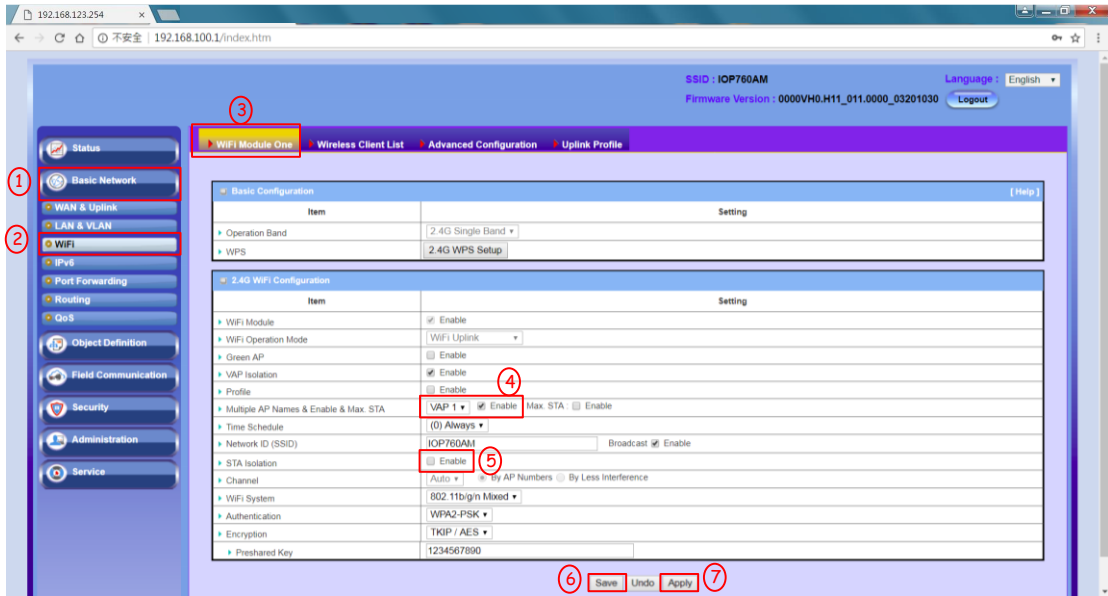 192.168.123.254
不安全 192.168.100.1/index.htm
SSID : IOP760AM
Language : English
Firmware Version : 0000VH0.H11_011.0000_03201030
Logout
3
WiFi Module One Wireless Client List Advanced Configuration Uplink Profile
Status
1
Basic Network
WAN & Uplink
LAN & VLAN
2
WiFi
IPv6
Port Forwarding
Routing
QoS
Object Definition
Field Communication
Security
Administration
Service
Basic Configuration [ Help ]
Item Setting
Operation Band 2.4G Single Band
WPS 2.4G WPS Setup
2.4G WiFi Configuration
Item Setting
WiFi Module Enable
WiFi Operation Mode WiFi Uplink
Green AP Enable
VAP Isolation Enable
Profile Enable
4
Multiple AP Names & Enable & Max. STA VAP 1 Enable Max. STA : Enable
Time Schedule (0) Always
Network ID (SSID) IOP760AM Broadcast Enable
STA Isolation Enable 5
Channel Auto By AP Numbers By Less Interference
WiFi System 802.11b/g/n Mixed
Authentication WPA2-PSK
Encryption TKIP / AES
Preshared Key 1234567890
6 Save Undo Apply 7